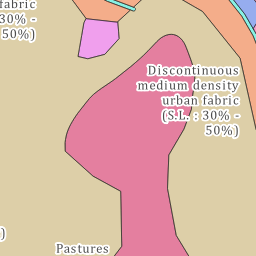 fabric
30% -
50%)
Discontinuous
medium density
urban fabric
(S.L. : 30% -
50%)
Pastures